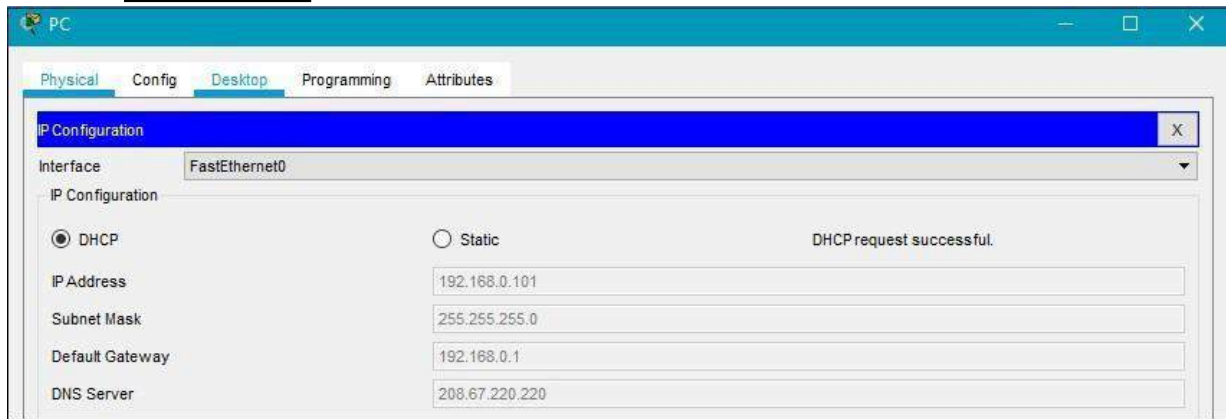 PC
Physical Config Desktop Programming Attributes
IP Configuration X
Interface FastEthernet0
IP Configuration
DHCP Static DHCP request successful.
IP Address 192.168.0.101
Subnet Mask 255.255.255.0
Default Gateway 192.168.0.1
DNS Server 208.67.220.220